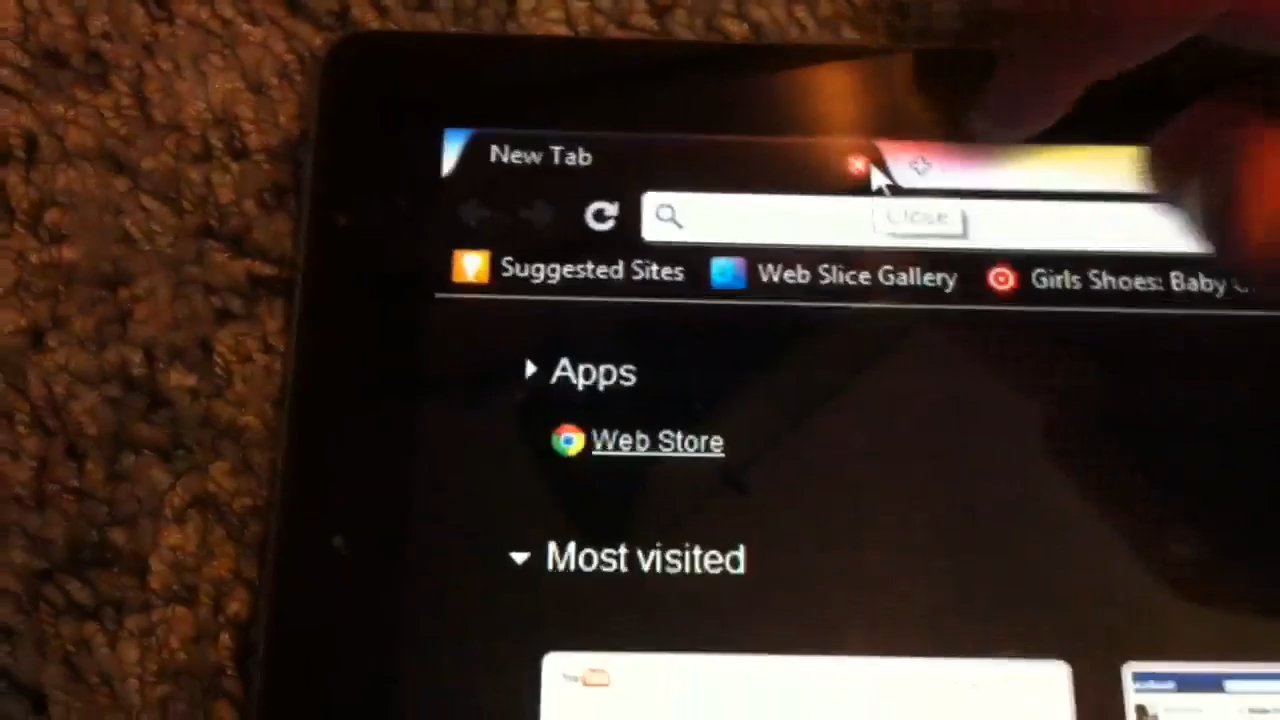 New Tab
Close
Suggested Sites Web Slice Gallery Girls Shoes: Baby
Apps
Web Store
Most visited